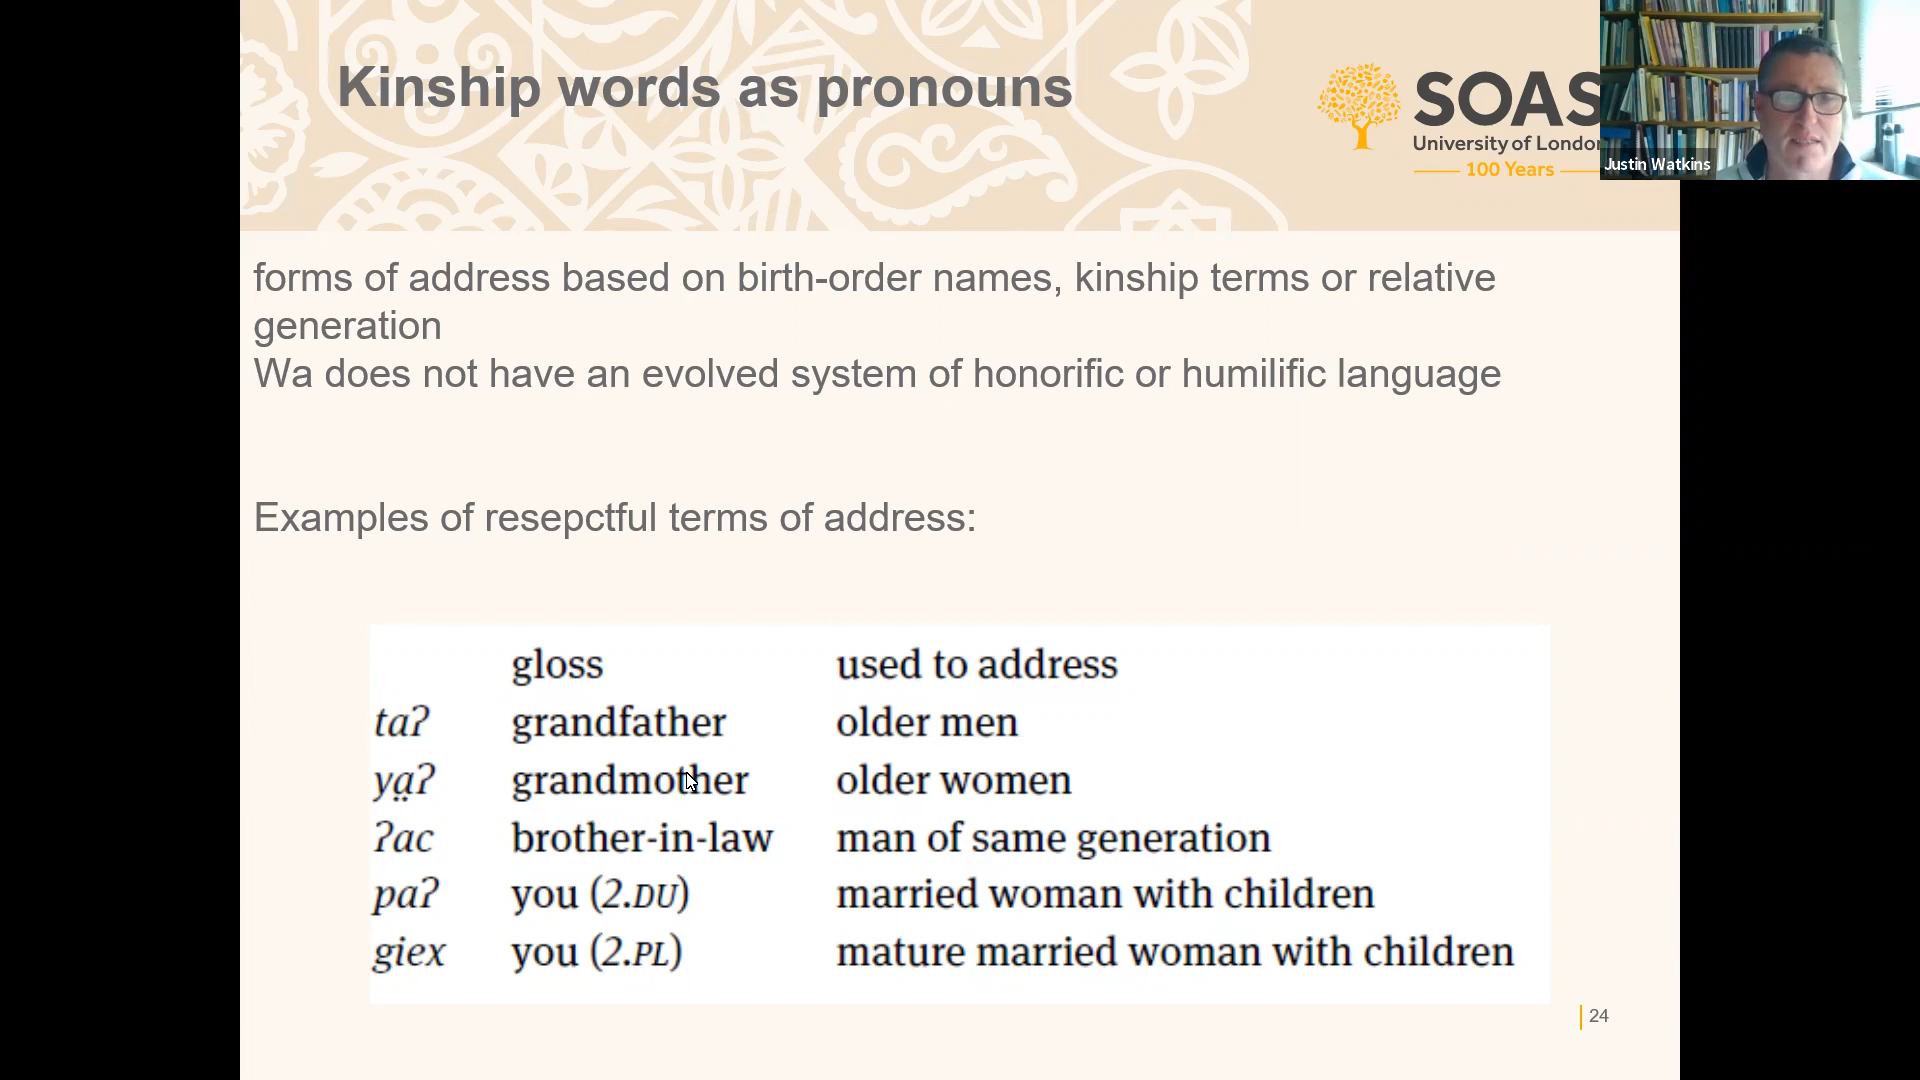 Kinship words as pronouns
SOAS
University of London
100 Years
Justin Watkins
forms of address based on birth-order names, kinship terms or relative
generation
Wa does not have an evolved system of honorific or humilific language
Examples of resepctful terms of address:
gloss used to address
taʔ grandfather older men
ya̤ʔ grandmother older women
ʔac brother-in-law man of same generation
paʔ you (2.DU) married woman with children
giex you (2.PL) mature married woman with children
24